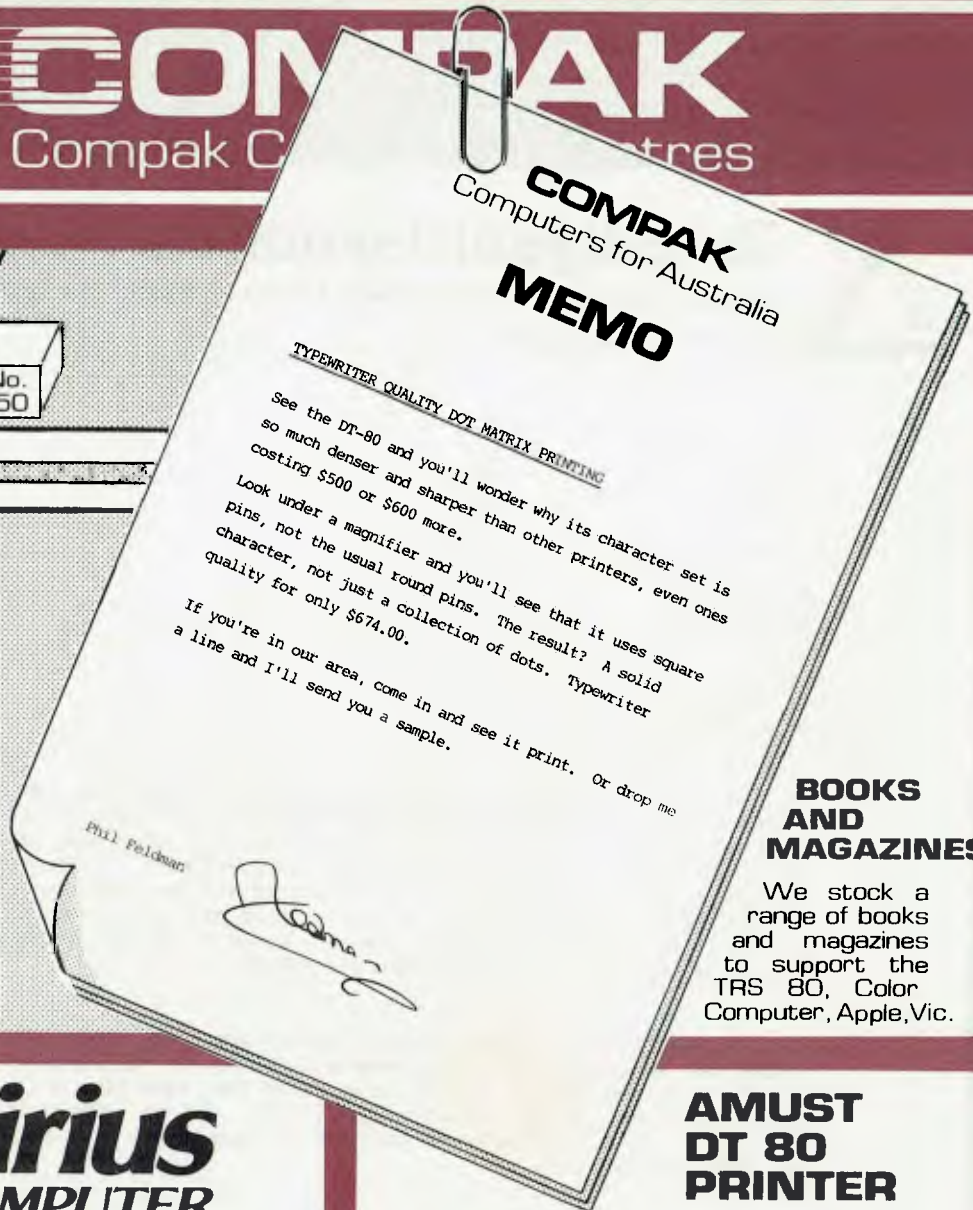 COMPAK
Compak C tres
COMPAK
Computers for Australia
MEMO
TYPEWRITER QUALITY DOT MATRIX PRINTING
See the DT-80 and you'll wonder why its character set is
so much denser and sharper than other printers, even ones
costing $500 or $600 more.
Look under a magnifier and you'll see that it uses square
pins, not the usual round pins. The result? A solid
character, not just a collection of dots. Typewriter
quality for only $674.00.
If you're in our area, come in and see it print. Or drop me
a line and I'll send you a sample.
Phil Feldman
No.
50
BOOKS
AND
MAGAZINES
We stock a
range of books
and magazines
to support the
TRS 80, Color
Computer, Apple, Vic.
irius
MPUTER
AMUST
DT 80
PRINTER